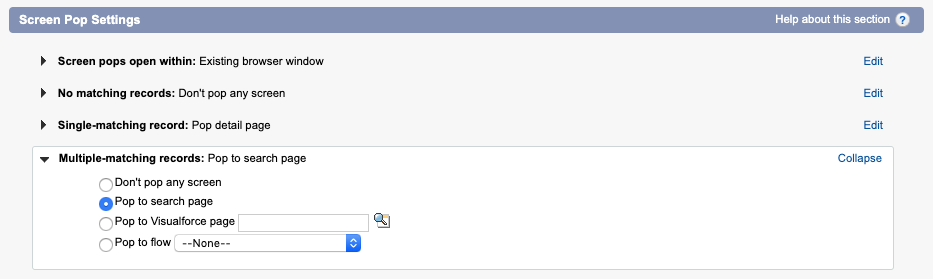 Screen Pop Settings Help about this section ?
Screen pops open within: Existing browser window Edit
No matching records: Don't pop any screen Edit
Single-matching record: Pop detail page Edit
Multiple-matching records: Pop to search page Collapse
Don't pop any screen
Pop to search page
Pop to Visualforce page
Pop to flow --None--